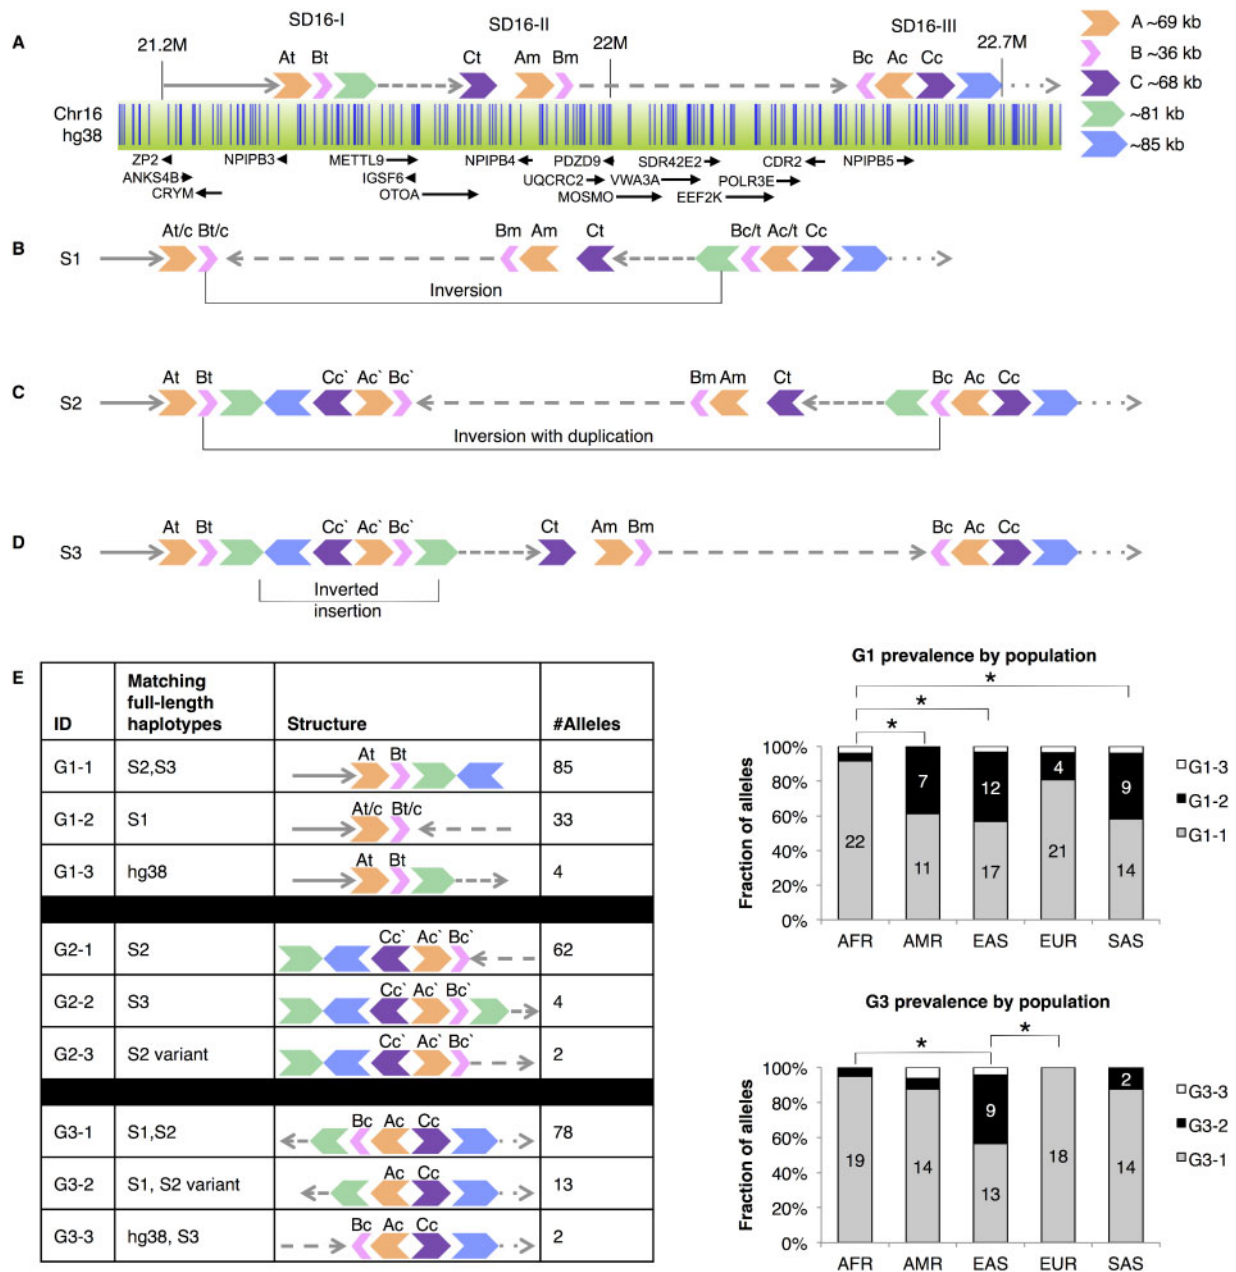 A
SD16-I
SD16-II
SD16-III
21.2M
22M
22.7M
At Bt Ct Am Bm Bc Ac Cc
A ~69 kb
B ~36 kb
C ~68 kb
~81 kb
~85 kb
Chr16
hg38
ZP2 NPIPB3 METTL9 NPIPB4 PDZD9 SDR42E2 CDR2 NPIPB5
ANKS4B IGSF6 UQCRC2 VWA3A POLR3E
CRYM OTOA MOSMO EEF2K
B
S1
At/c Bt/c Bm Am Ct Bc/t Ac/t Cc
Inversion
C
S2
At Bt Cc` Ac` Bc` Bm Am Ct Bc Ac Cc
Inversion with duplication
D
S3
At Bt Cc` Ac` Bc` Ct Am Bm Bc Ac Cc
Inverted
insertion
E
ID
Matching
full-length
haplotypes
Structure
#Alleles
G1-1 S2,S3 At Bt 85
G1-2 S1 At/c Bt/c 33
G1-3 hg38 At Bt 4
G2-1 S2 Cc` Ac` Bc` 62
G2-2 S3 Cc` Ac` Bc` 4
G2-3 S2 variant Cc` Ac` Bc` 2
G3-1 S1,S2 Bc Ac Cc 78
G3-2 S1, S2 variant Ac Cc 13
G3-3 hg38, S3 Bc Ac Cc 2
G1 prevalence by population
*
*
*
Fraction of alleles
100%
80%
60%
40%
20%
0%
7 12 4 9
22 11 17 21 14
AFR AMR EAS EUR SAS
G1-3
G1-2
G1-1
G3 prevalence by population
* *
Fraction of alleles
100%
80%
60%
40%
20%
0%
9 2
19 14 13 18 14
AFR AMR EAS EUR SAS
G3-3
G3-2
G3-1